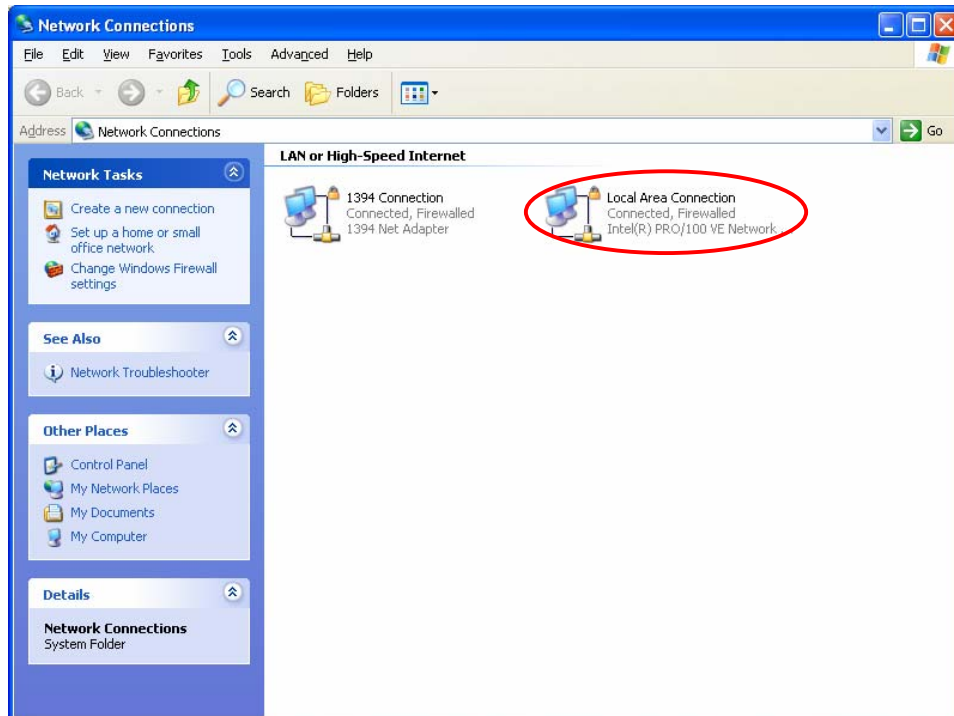 Network Connections
File Edit View Favorites Tools Advanced Help
Back Search Folders
Address Network Connections Go
Network Tasks
Create a new connection
Set up a home or small
office network
Change Windows Firewall
settings
See Also
Network Troubleshooter
Other Places
Control Panel
My Network Places
My Documents
My Computer
Details
Network Connections
System Folder
LAN or High-Speed Internet
1394 Connection
Connected, Firewalled
1394 Net Adapter
Local Area Connection
Connected, Firewalled
Intel(R) PRO/100 VE Network ...